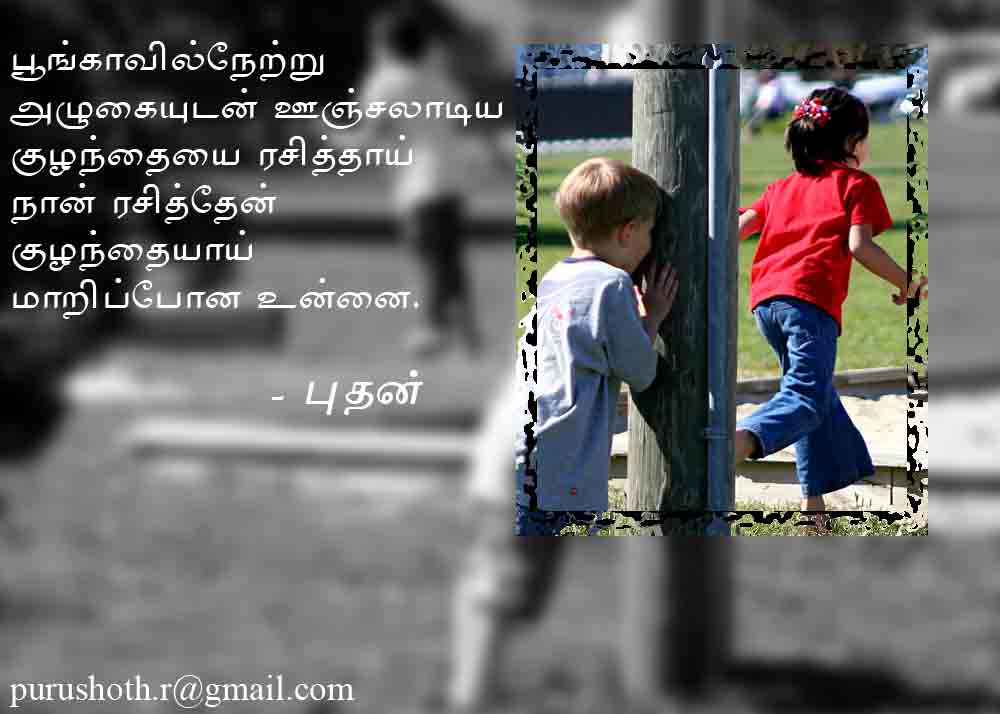 பூங்காவில்நேற்று
அழுகையுடன் ஊஞ்சலாடிய
குழந்தையை ரசித்தாய்
நான் ரசித்தேன்
குழந்தையாய்
மாறிப்போன உன்னை.
- புதன்
purushoth.r@gmail.com